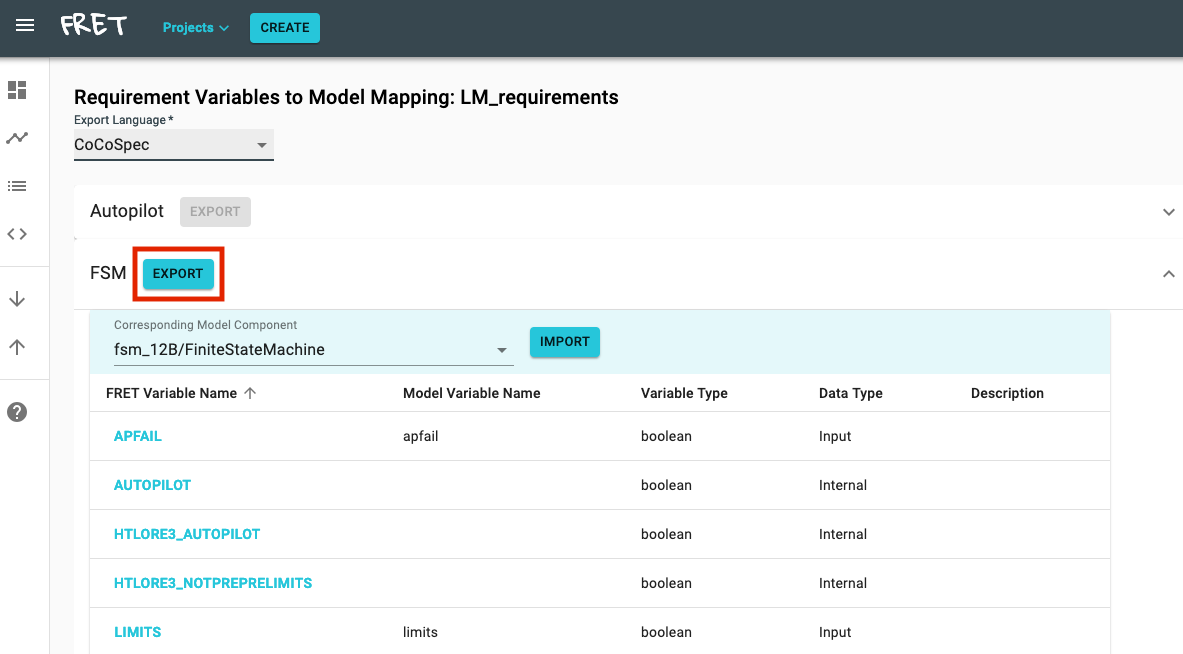 FRET Projects CREATE
Requirement Variables to Model Mapping: LM_requirements
Export Language *
CoCoSpec
Autopilot EXPORT
FSM EXPORT
Corresponding Model Component
fsm_12B/FiniteStateMachine IMPORT
FRET Variable Name Model Variable Name Variable Type Data Type Description
APFAIL apfail boolean Input
AUTOPILOT boolean Internal
HTLORE3_AUTOPILOT boolean Internal
HTLORE3_NOTPREPRELIMITS boolean Internal
LIMITS limits boolean Input